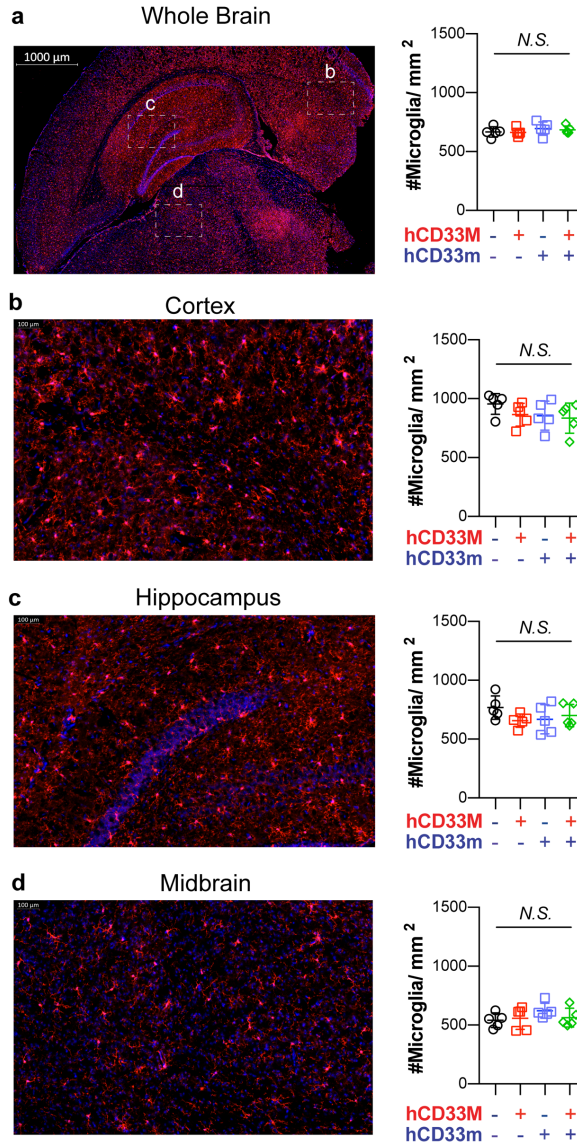 a
Whole Brain
1000 µm
b
c
d
#Microglia/ mm 2
1500
1000
500
0
N.S.
hCD33M - + - +
hCD33m - - + +
b
Cortex
100 µm
#Microglia/ mm 2
1500
1000
500
0
N.S.
hCD33M - + - +
hCD33m - - + +
c
Hippocampus
100 µm
#Microglia/ mm 2
1500
1000
500
0
N.S.
hCD33M - + - +
hCD33m - - + +
d
Midbrain
100 µm
#Microglia/ mm 2
1500
1000
500
0
N.S.
hCD33M - + - +
hCD33m - - + +